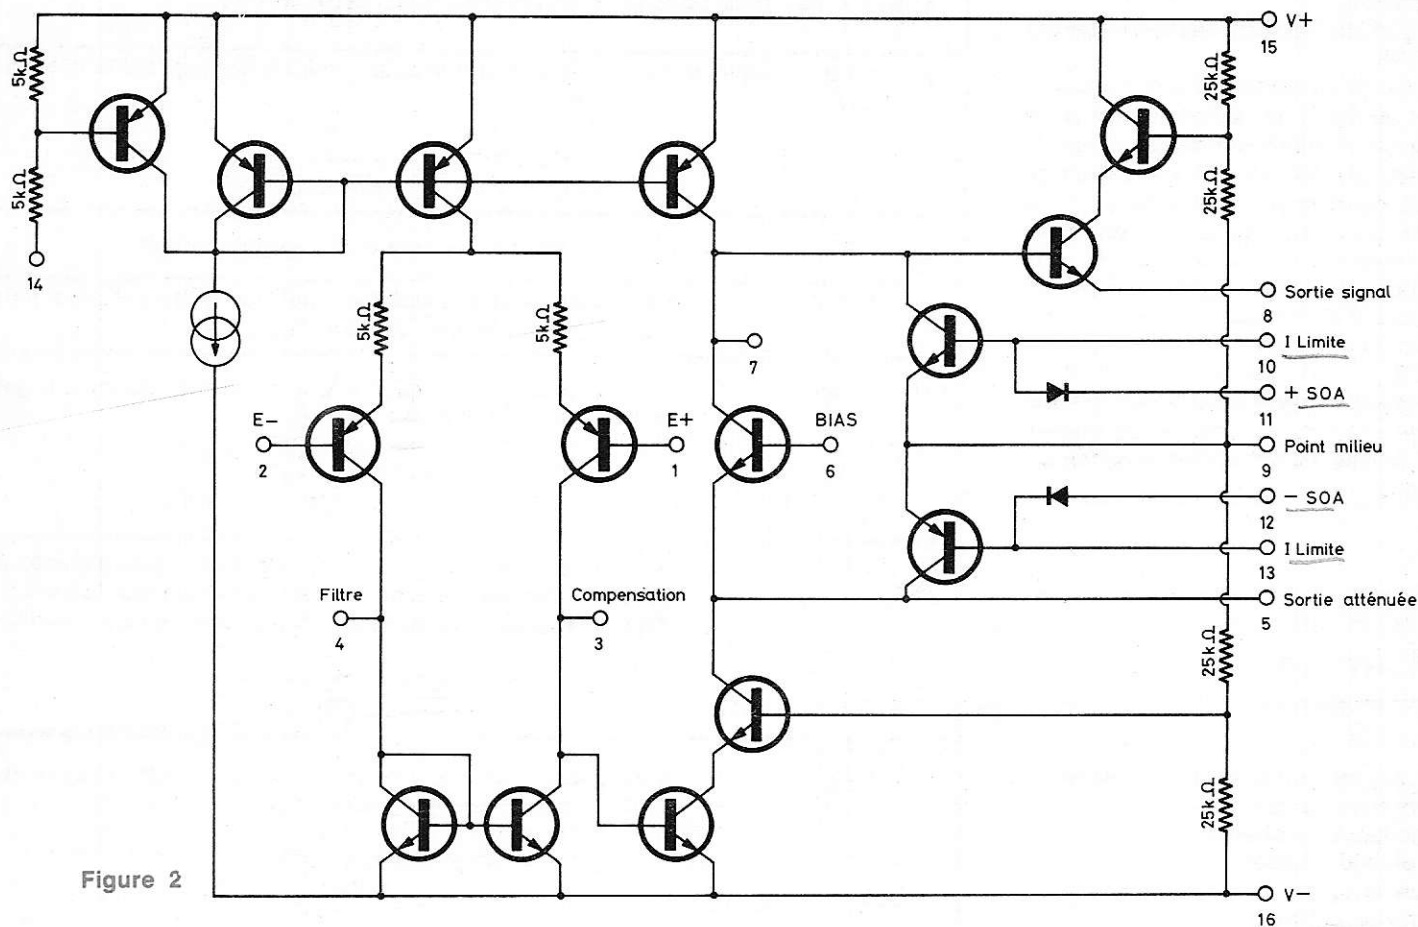 V+
15
5kΩ
25kΩ
5kΩ
25kΩ
14
Sortie signal
8
5kΩ
5kΩ
I Limite
10
7
+ SOA
11
E−
2
E+
1
BIAS
6
Point milieu
9
− SOA
12
I Limite
13
Filtre
4
Compensation
3
Sortie atténuée
5
25kΩ
25kΩ
Figure 2
V−
16